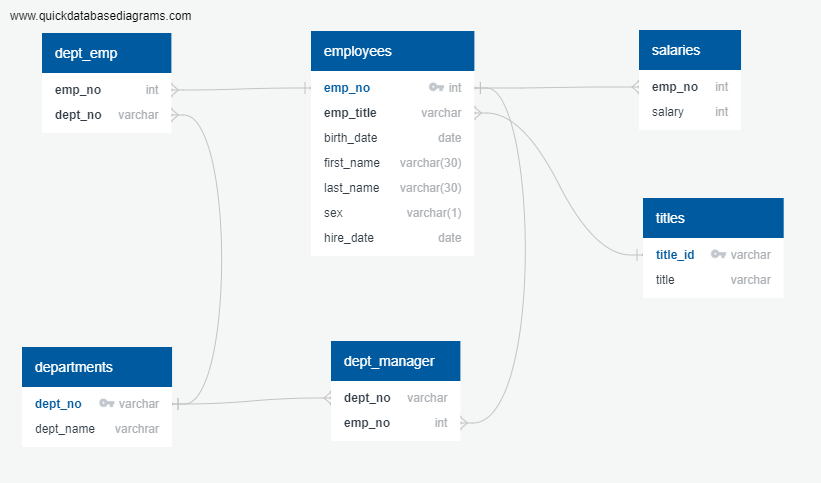 www.quickdatabasediagrams.com
dept_emp
emp_no int
dept_no varchar
employees
emp_no int
emp_title varchar
birth_date date
first_name varchar(30)
last_name varchar(30)
sex varchar(1)
hire_date date
salaries
emp_no int
salary int
titles
title_id varchar
title varchar
departments
dept_no varchar
dept_name varchrar
dept_manager
dept_no varchar
emp_no int